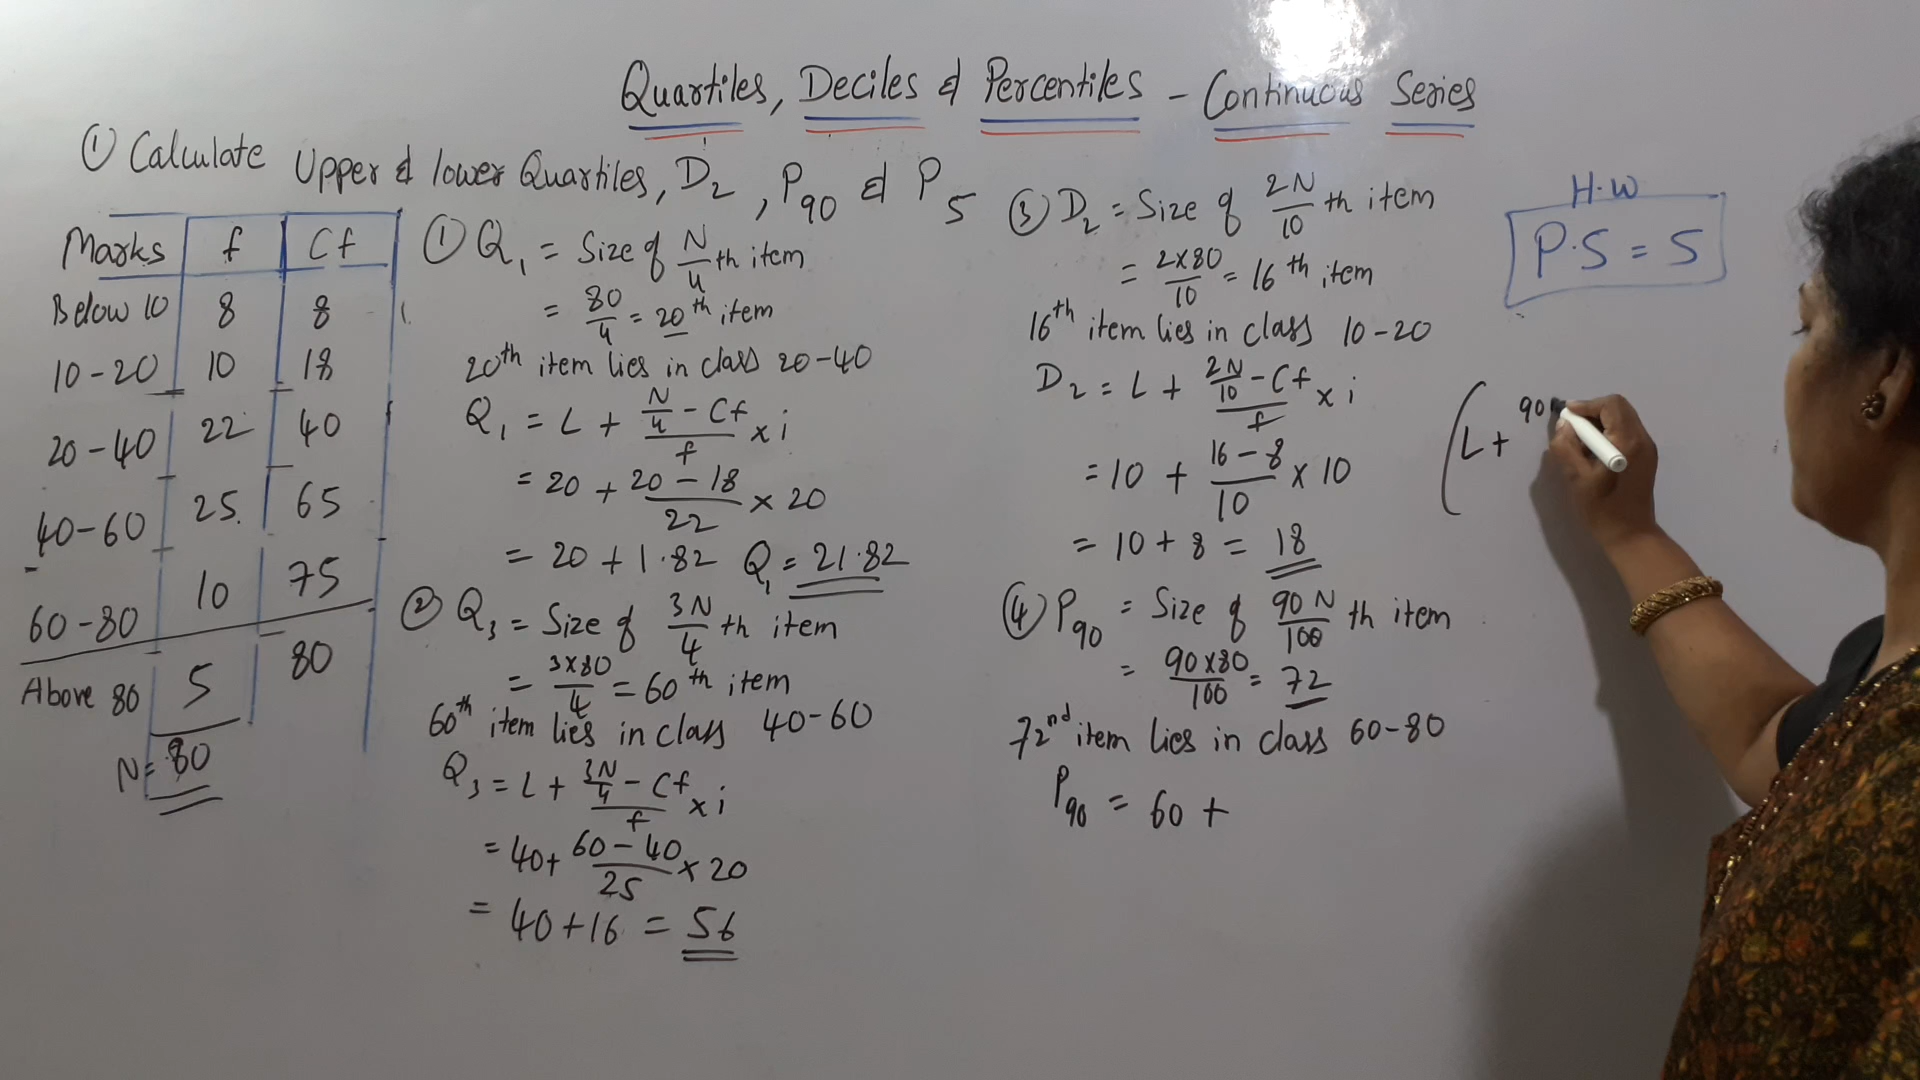 Quartiles, Deciles & Percentiles - Continuous Series
① Calculate Upper & lower Quartiles, D₂, P₉₀ & P₅
Marks f Cf
Below 10 8 8
10-20 10 18
20-40 22 40
40-60 25 65
60-80 10 75
Above 80 5 80
N = 80
① Q₁ = Size of N/4 th item
= 80/4 = 20th item
20th item lies in class 20-40
Q₁ = L + (N/4 - Cf)/f × i
= 20 + (20 - 18)/22 × 20
= 20 + 1.82 Q₁ = 21.82
② Q₃ = Size of 3N/4 th item
= 3×80/4 = 60th item
60th item lies in class 40-60
Q₃ = L + (3N/4 - Cf)/f × i
= 40 + (60 - 40)/25 × 20
= 40 + 16 = 56
③ D₂ = Size of 2N/10 th item
= 2×80/10 = 16th item
16th item lies in class 10-20
D₂ = L + (2N/10 - Cf)/f × i
= 10 + (16 - 8)/10 × 10
= 10 + 8 = 18
④ P₉₀ = Size of 90N/100 th item
= 90×80/100 = 72
72nd item lies in class 60-80
P₉₀ = 60 +
H.W
P.5 = 5
( L + 90